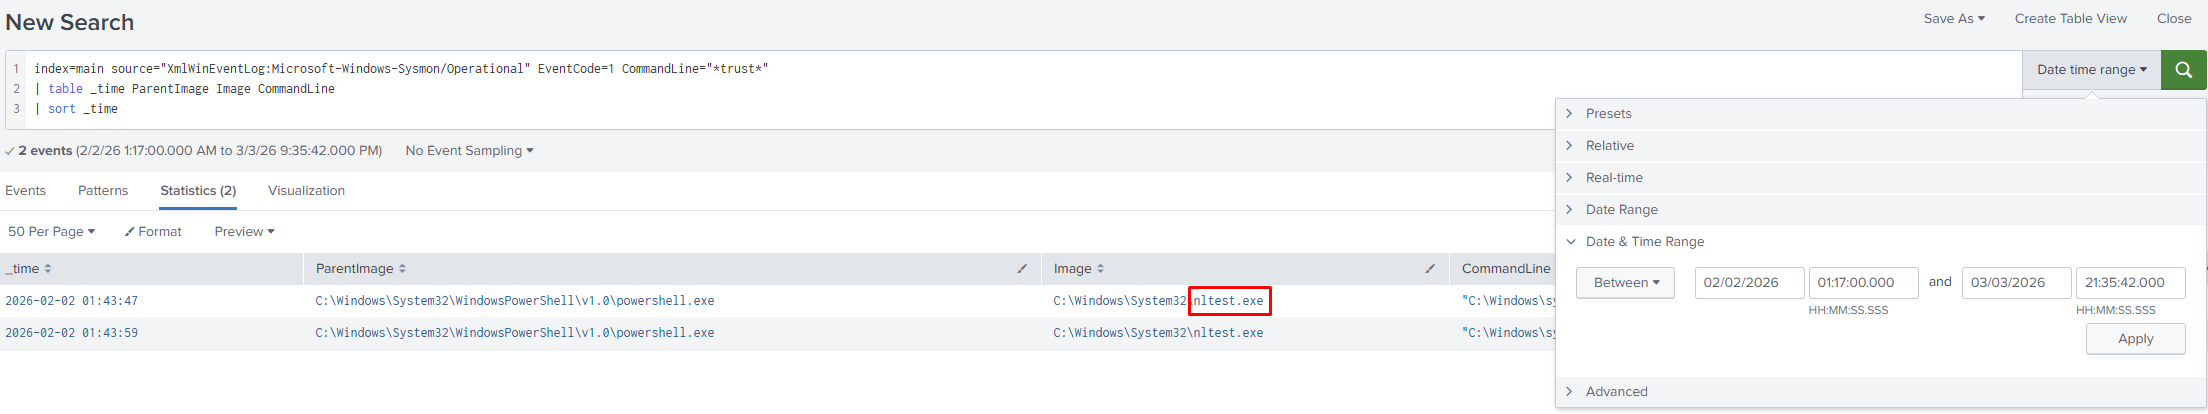 New Search
Save As ▾ Create Table View Close
1 index=main source="XmlWinEventLog:Microsoft-Windows-Sysmon/Operational" EventCode=1 CommandLine="*trust*"
2 | table _time ParentImage Image CommandLine
3 | sort _time
Date time range ▾
✓ 2 events (2/2/26 1:17:00.000 AM to 3/3/26 9:35:42.000 PM) No Event Sampling ▾
Events Patterns Statistics (2) Visualization
50 Per Page ▾ Format Preview ▾
_time ParentImage Image CommandLine
2026-02-02 01:43:47 C:\Windows\System32\WindowsPowerShell\v1.0\powershell.exe C:\Windows\System32\nltest.exe "C:\Windows\sy
2026-02-02 01:43:59 C:\Windows\System32\WindowsPowerShell\v1.0\powershell.exe C:\Windows\System32\nltest.exe "C:\Windows\sy
Presets
Relative
Real-time
Date Range
Date & Time Range
Between ▾ 02/02/2026 01:17:00.000 and 03/03/2026 21:35:42.000
HH:MM:SS.SSS HH:MM:SS.SSS
Apply
Advanced